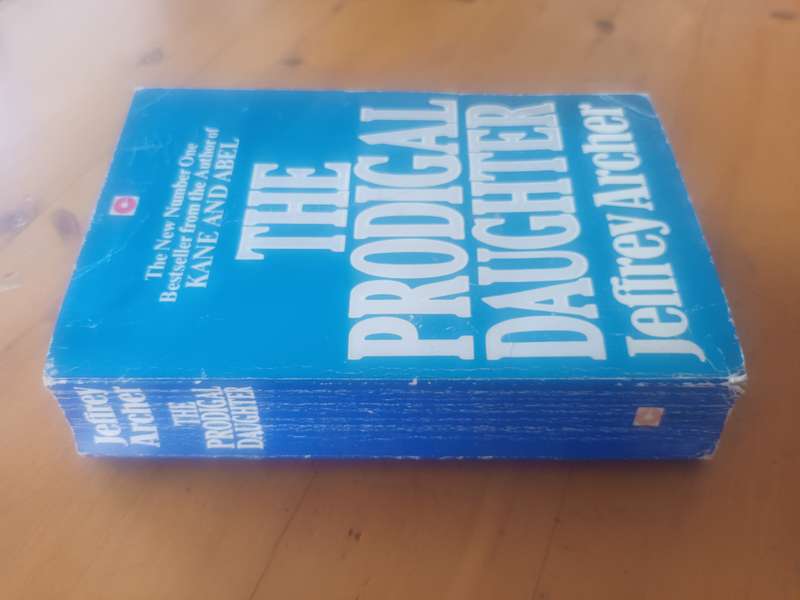 The New Number One
Bestseller from the Author of
KANE AND ABEL
THE
PRODIGAL
DAUGHTER
Jeffrey Archer
Jeffrey
Archer
THE
PRODIGAL
DAUGHTER